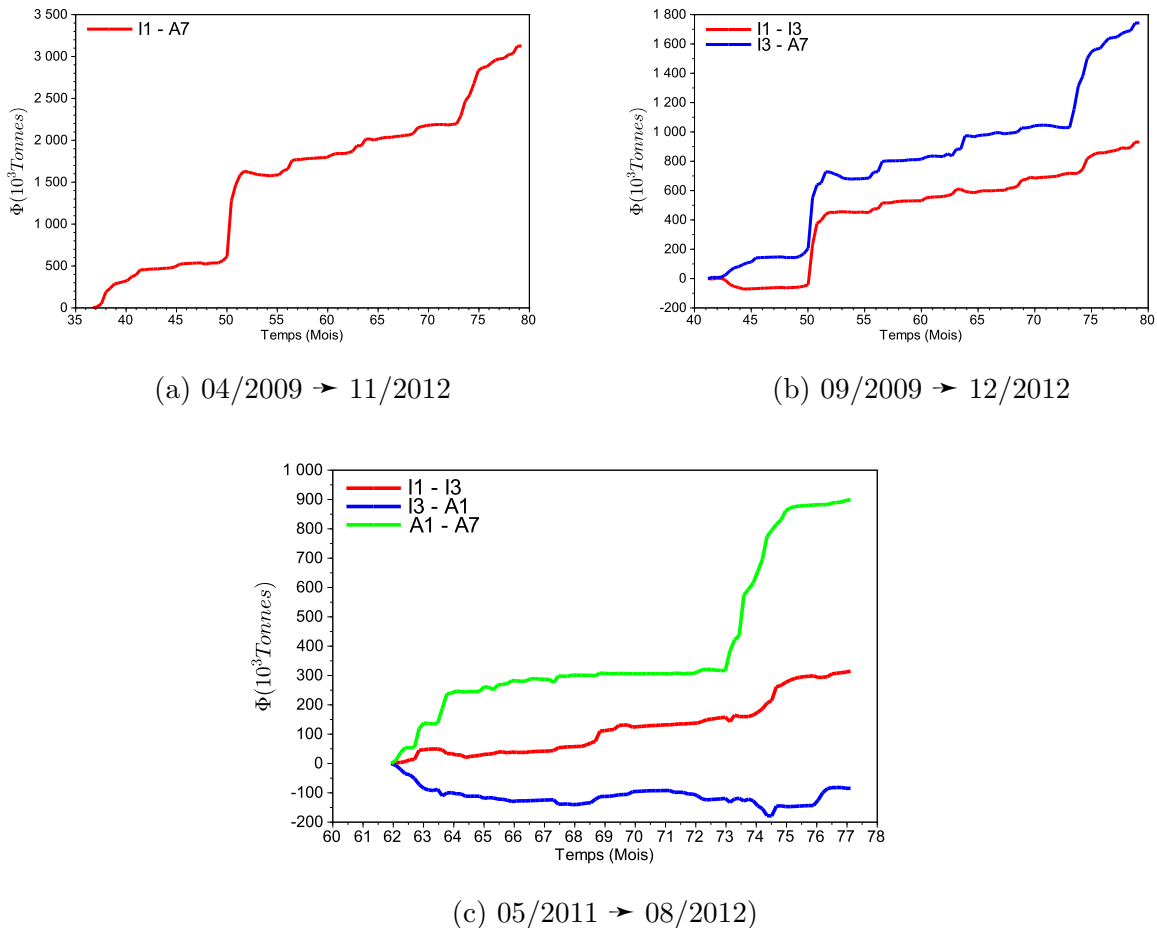 3 500
3 000
2 500
2 000
1 500
1 000
500
0
Φ(10³Tonnes)
I1 - A7
35 40 45 50 55 60 65 70 75 80
Temps (Mois)
(a) 04/2009 ➛ 11/2012
1 800
1 600
1 400
1 200
1 000
800
600
400
200
0
-200
Φ(10³Tonnes)
I1 - I3
I3 - A7
40 45 50 55 60 65 70 75 80
Temps (Mois)
(b) 09/2009 ➛ 12/2012
1 000
900
800
700
600
500
400
300
200
100
0
-100
-200
Φ(10³Tonnes)
I1 - I3
I3 - A1
A1 - A7
60 61 62 63 64 65 66 67 68 69 70 71 72 73 74 75 76 77 78
Temps (Mois)
(c) 05/2011 ➛ 08/2012)